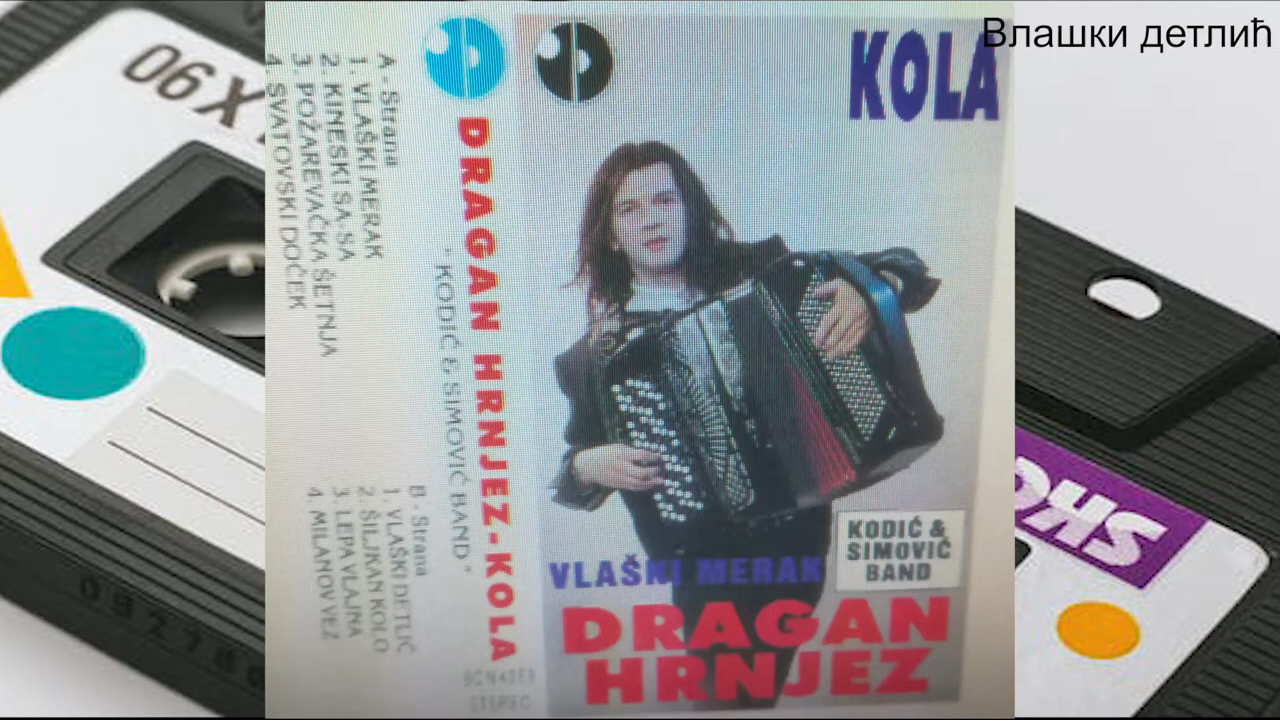 Влашки детлић
KOLA
KODIĆ &
SIMOVIĆ
BAND
VLAŠKI MERAK
DRAGAN
HRNJEZ
DRAGAN HRNJEZ-KOLA
"KODIĆ & SIMOVIĆ BAND"
A - Strana
1. VLAŠKI MERAK
2. KINESKI SA-SA
3. POŽAREVAČKA ŠETNJA
4. SVATOVSKI DOČEK
B - Strana
1. VLAŠKI DETLIĆ
2. ŠILJKAN KOLO
3. LEPA VLAJNA
4. MILANOV VEZ
STEREO